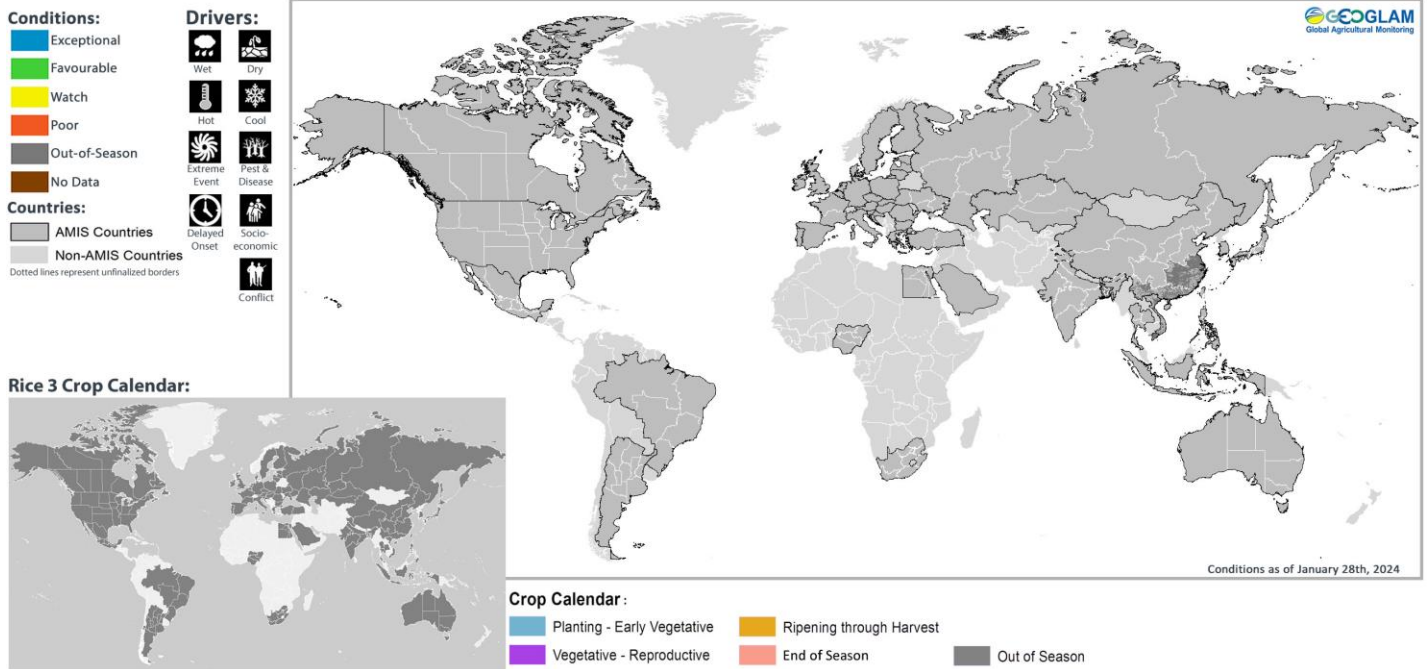 Conditions:
Exceptional
Favourable
Watch
Poor
Out-of-Season
No Data
Countries:
AMIS Countries
Non-AMIS Countries
Dotted lines represent unfinalized borders
Drivers:
Wet
Dry
Hot
Cool
Extreme
Event
Pest &
Disease
Delayed
Onset
Socio-
economic
Conflict
GEOGLAM
Global Agricultural Monitoring
Conditions as of January 28th, 2024
Rice 3 Crop Calendar:
Crop Calendar :
Planting - Early Vegetative
Ripening through Harvest
Vegetative - Reproductive
End of Season
Out of Season